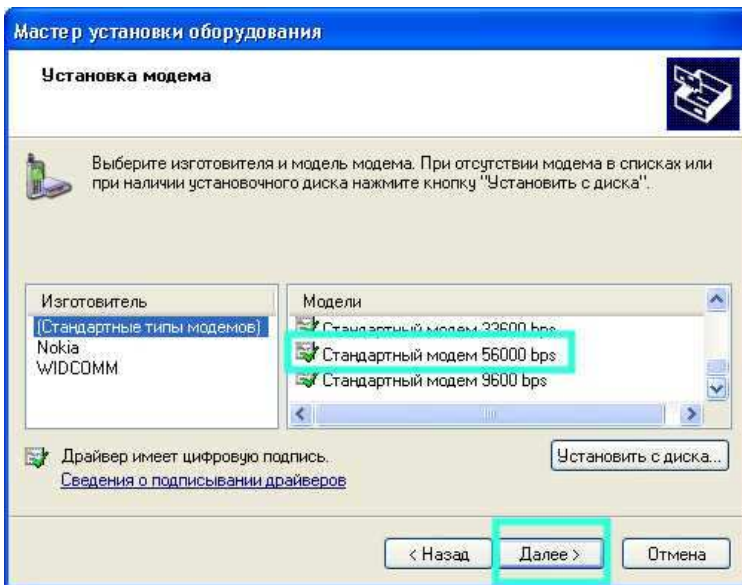 Мастер установки оборудования
Установка модема
Выберите изготовителя и модель модема. При отсутствии модема в списках или
при наличии установочного диска нажмите кнопку "Установить с диска".
Изготовитель
(Стандартные типы модемов)
Nokia
WIDCOMM
Модели
Стандартный модем 33600 bps
Стандартный модем 56000 bps
Стандартный модем 9600 bps
Драйвер имеет цифровую подпись.
Сведения о подписывании драйверов
Установить с диска...
< Назад
Далее >
Отмена